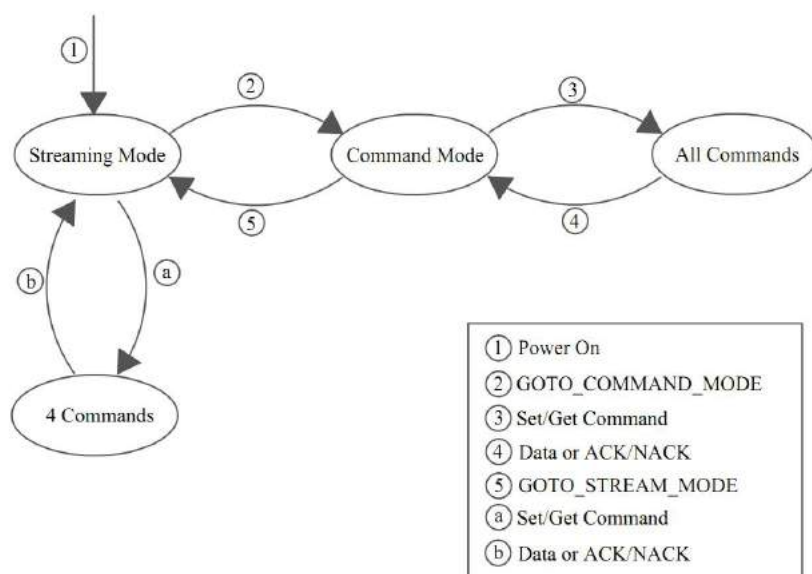 ①
②
③
Streaming Mode
Command Mode
All Commands
⑤
④
ⓑ
ⓐ
4 Commands
① Power On
② GOTO_COMMAND_MODE
③ Set/Get Command
④ Data or ACK/NACK
⑤ GOTO_STREAM_MODE
ⓐ Set/Get Command
ⓑ Data or ACK/NACK